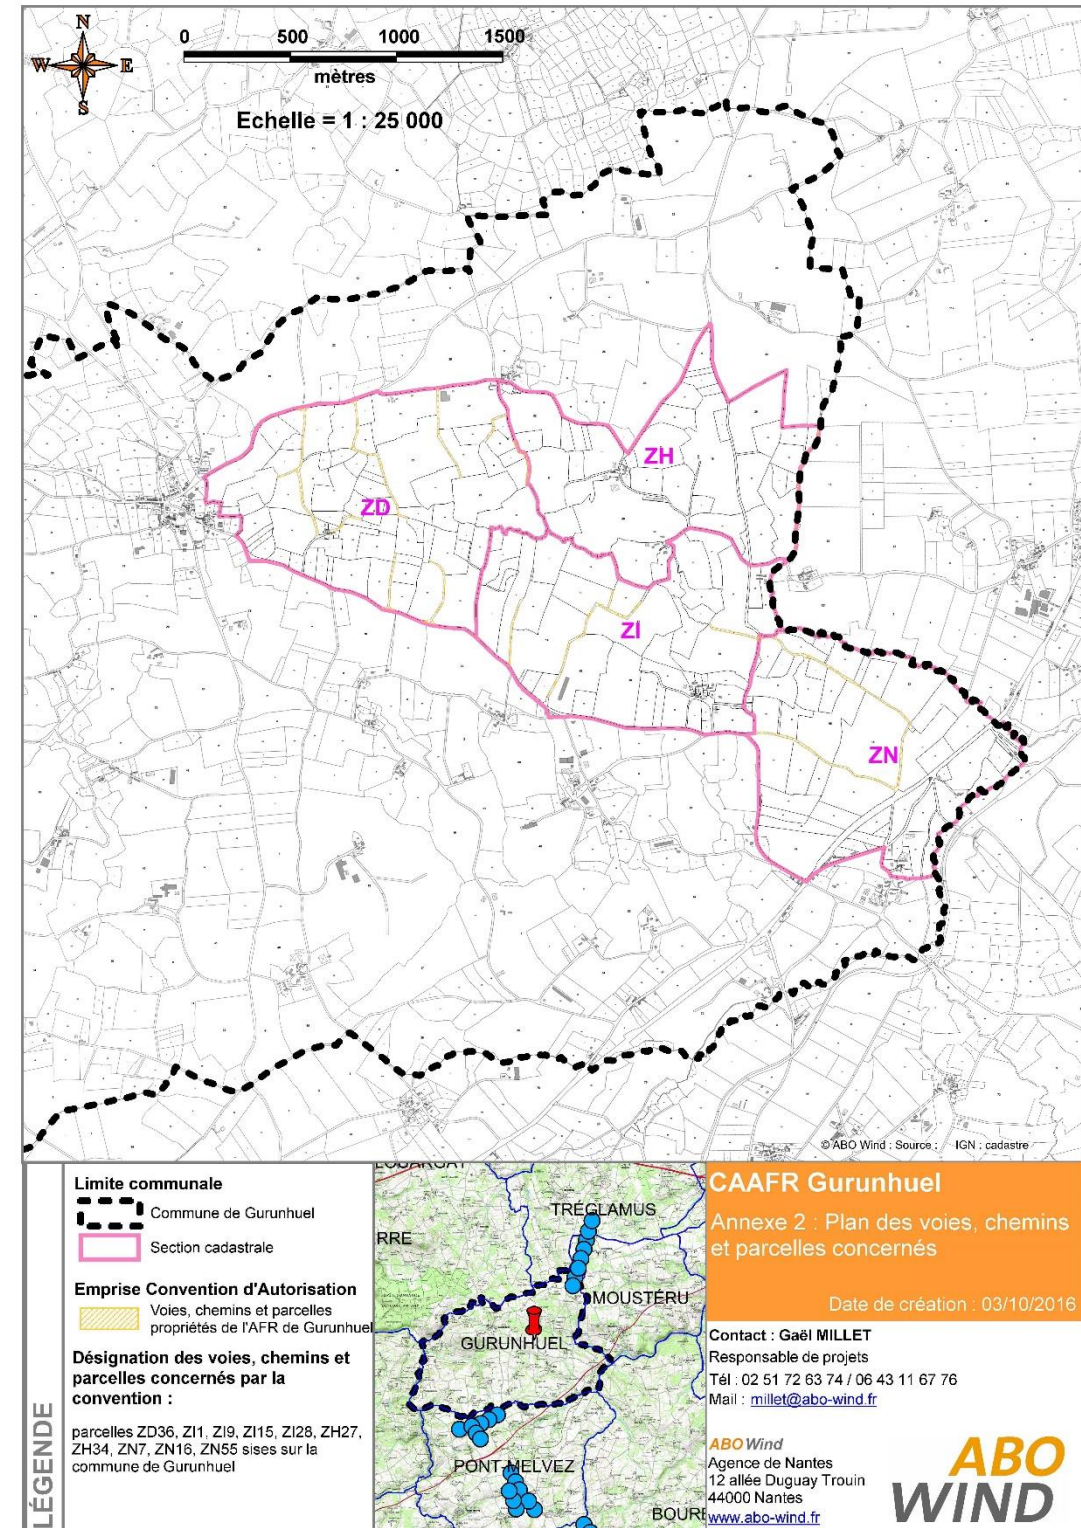 N
W E
S
0 500 1000 1500
mètres
Echelle = 1 : 25 000
ZH
ZD
ZI
ZN
© ABO Wind : Source : IGN : cadastre
LÉGENDE
Limite communale
Commune de Gurunhuel
Section cadastrale
Emprise Convention d'Autorisation
Voies, chemins et parcelles
propriétés de l'AFR de Gurunhuel
Désignation des voies, chemins et
parcelles concernés par la
convention :
parcelles ZD36, ZI1, ZI9, ZI15, ZI28, ZH27,
ZH34, ZN7, ZN16, ZN55 sises sur la
commune de Gurunhuel
TRÉGLAMUS
RRE
MOUSTÉRU
GURUNHUEL
PONT-MELVEZ
BOUR
CAAFR Gurunhuel
Annexe 2 : Plan des voies, chemins
et parcelles concernés
Date de création : 03/10/2016
Contact : Gaël MILLET
Responsable de projets
Tél : 02 51 72 63 74 / 06 43 11 67 76
Mail : millet@abo-wind.fr
ABO Wind
Agence de Nantes
12 allée Duguay Trouin
44000 Nantes
www.abo-wind.fr
ABO
WIND